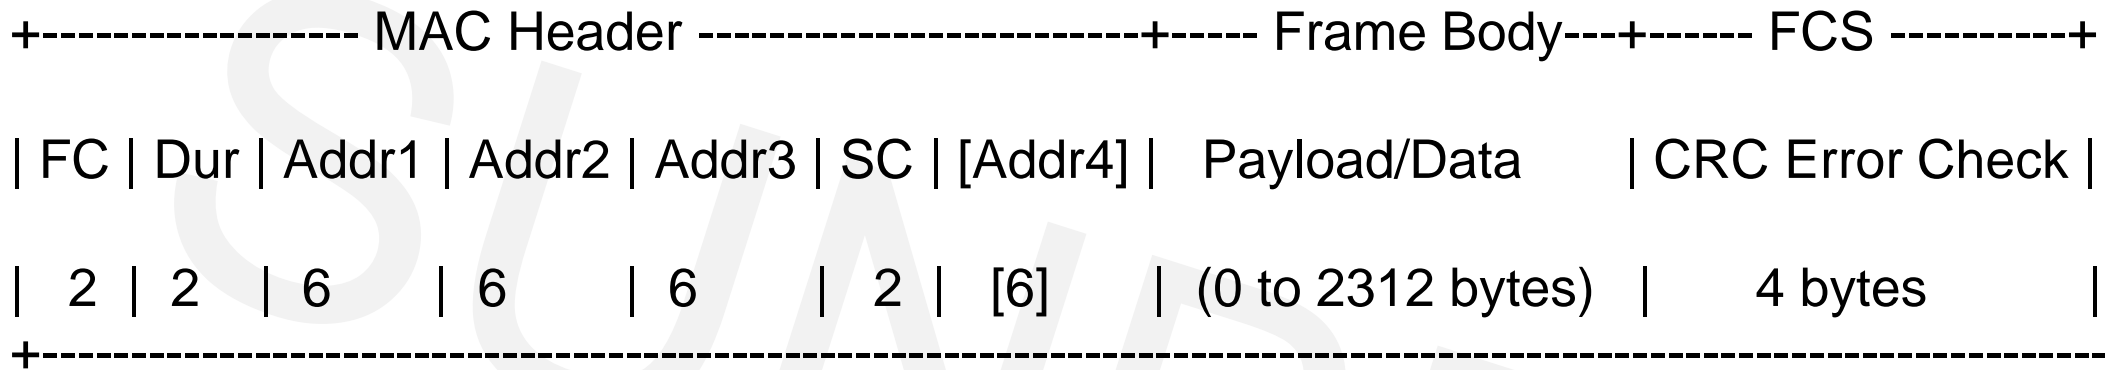 +------------------ MAC Header -------------------------+----- Frame Body---+------ FCS ----------+
| FC | Dur | Addr1 | Addr2 | Addr3 | SC | [Addr4] | Payload/Data | CRC Error Check |
| 2 | 2 | 6 | 6 | 6 | 2 | [6] | (0 to 2312 bytes) | 4 bytes |
+---------------------------------------------------------------------------------------------------------------------